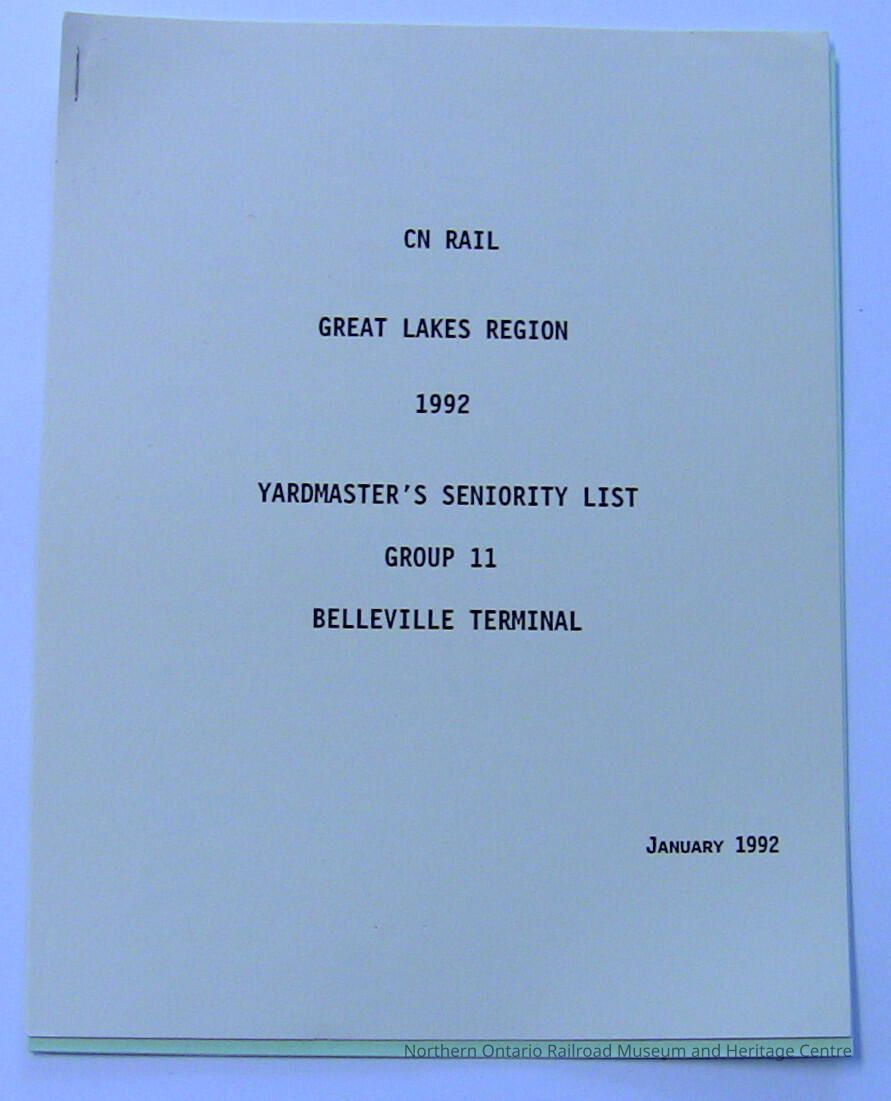 CN RAIL
GREAT LAKES REGION
1992
YARDMASTER'S SENIORITY LIST
GROUP 11
BELLEVILLE TERMINAL
JANUARY 1992
Northern Ontario Railroad Museum and Heritage Centre